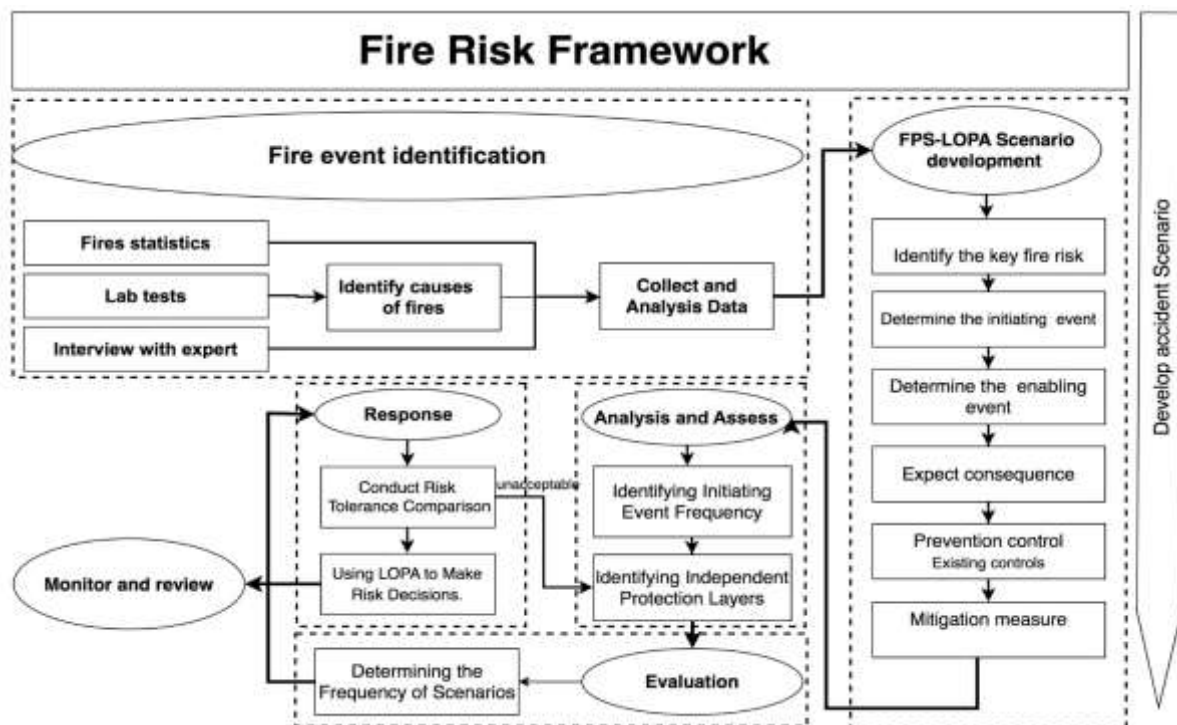 Fire Risk Framework
Fire event identification
Fires statistics
Lab tests
Interview with expert
Identify causes
of fires
Collect and
Analysis Data
FPS-LOPA Scenario
development
Identify the key fire risk
Determine the initiating event
Determine the enabling
event
Expect consequence
Prevention control
Existing controls
Mitigation measure
Develop accident Scenario
Analysis and Assess
Identifying Initiating
Event Frequency
Identifying Independent
Protection Layers
Evaluation
Determining the
Frequency of Scenarios
Response
Conduct Risk
Tolerance Comparison
unacceptable
Using LOPA to Make
Risk Decisions.
Monitor and review